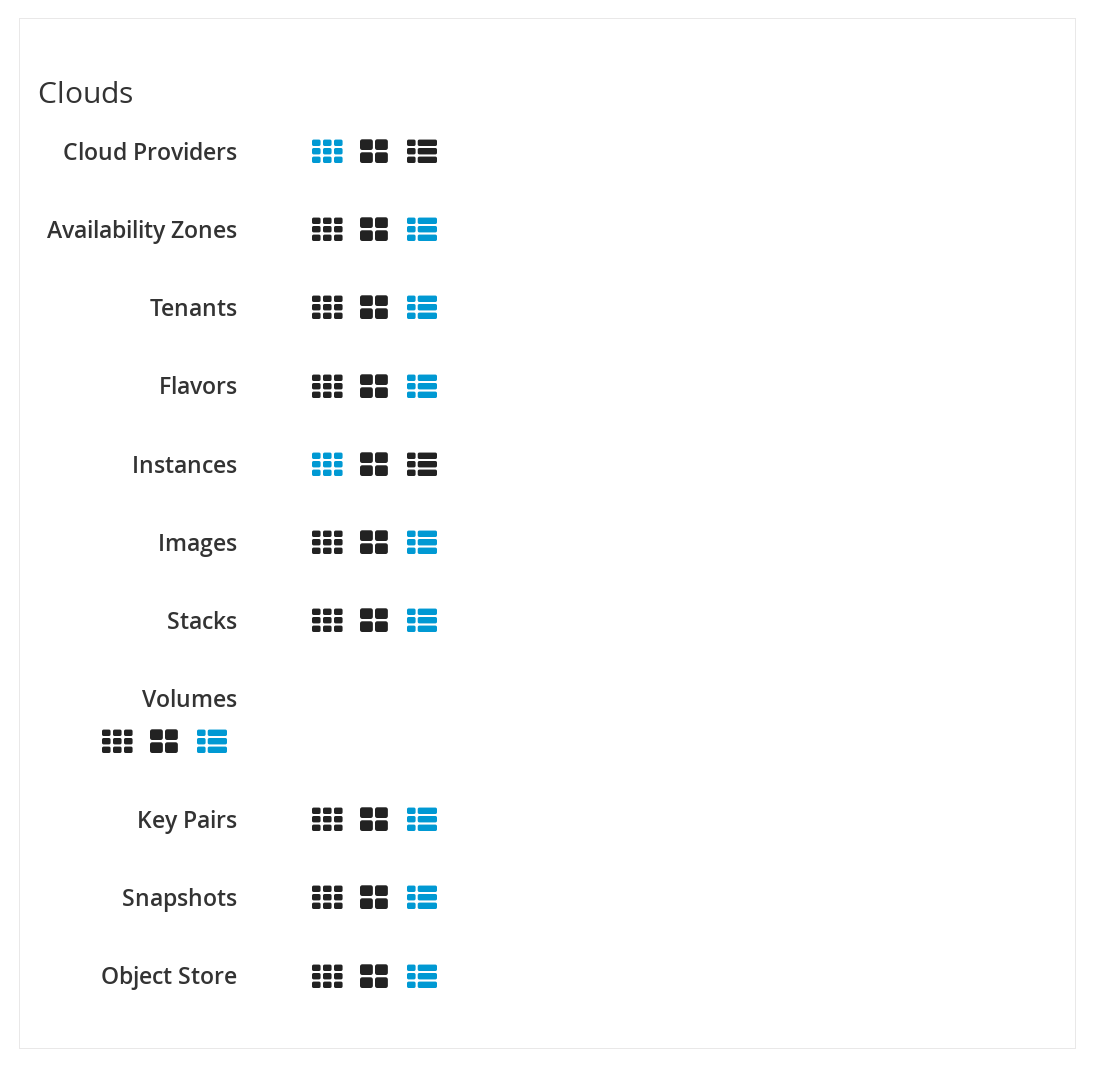 Clouds
Cloud Providers
Availability Zones
Tenants
Flavors
Instances
Images
Stacks
Volumes
Key Pairs
Snapshots
Object Store